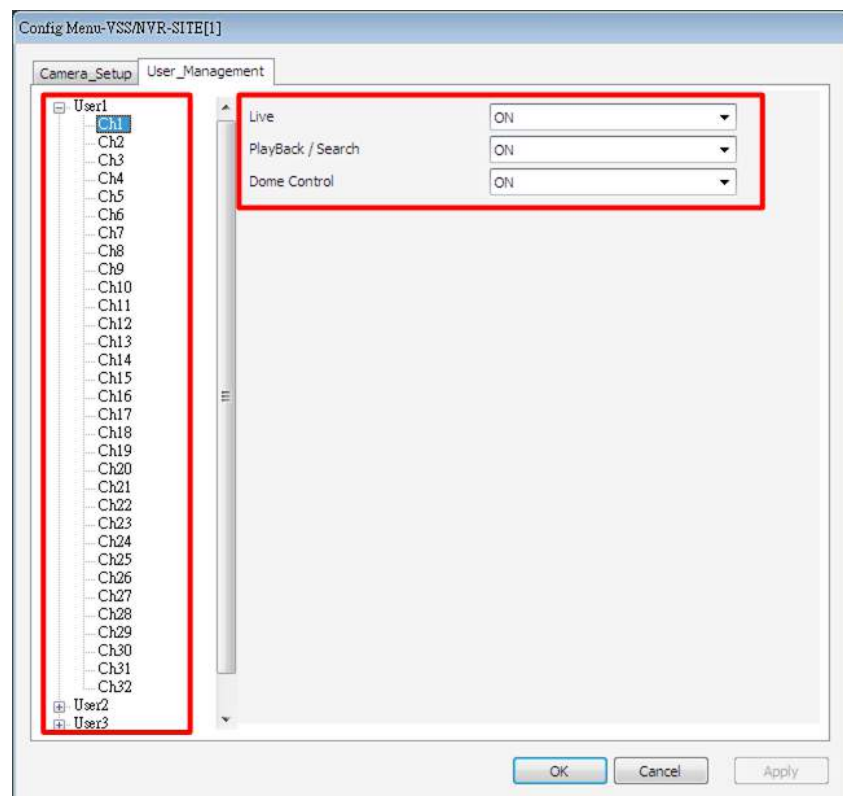 Config Menu-VSS/NVR-SITE[1]
Camera_Setup User_Management
User1
Ch1
Ch2
Ch3
Ch4
Ch5
Ch6
Ch7
Ch8
Ch9
Ch10
Ch11
Ch12
Ch13
Ch14
Ch15
Ch16
Ch17
Ch18
Ch19
Ch20
Ch21
Ch22
Ch23
Ch24
Ch25
Ch26
Ch27
Ch28
Ch29
Ch30
Ch31
Ch32
User2
User3
Live ON
PlayBack / Search ON
Dome Control ON
OK Cancel Apply